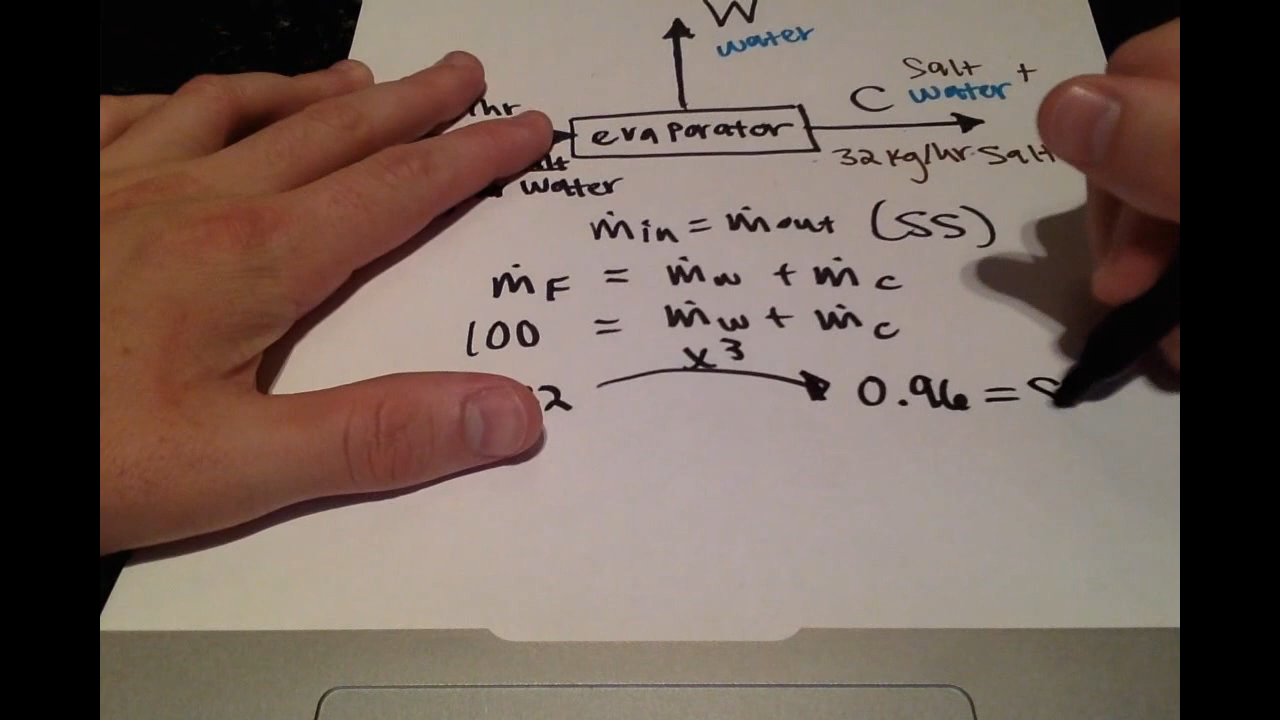 W
water
Salt +
C water
evaporator
32 kg/hr Salt
water
ṁin = ṁout (SS)
ṁF = ṁw + ṁc
100 = ṁw + ṁc
x3
2 → 0.96 =